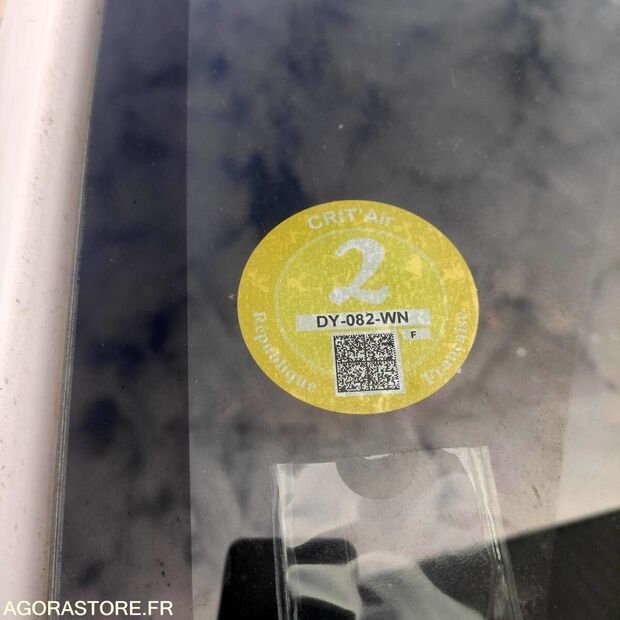 CRIT'Air
2
DY-082-WN
F
République Française
AGORASTORE.FR